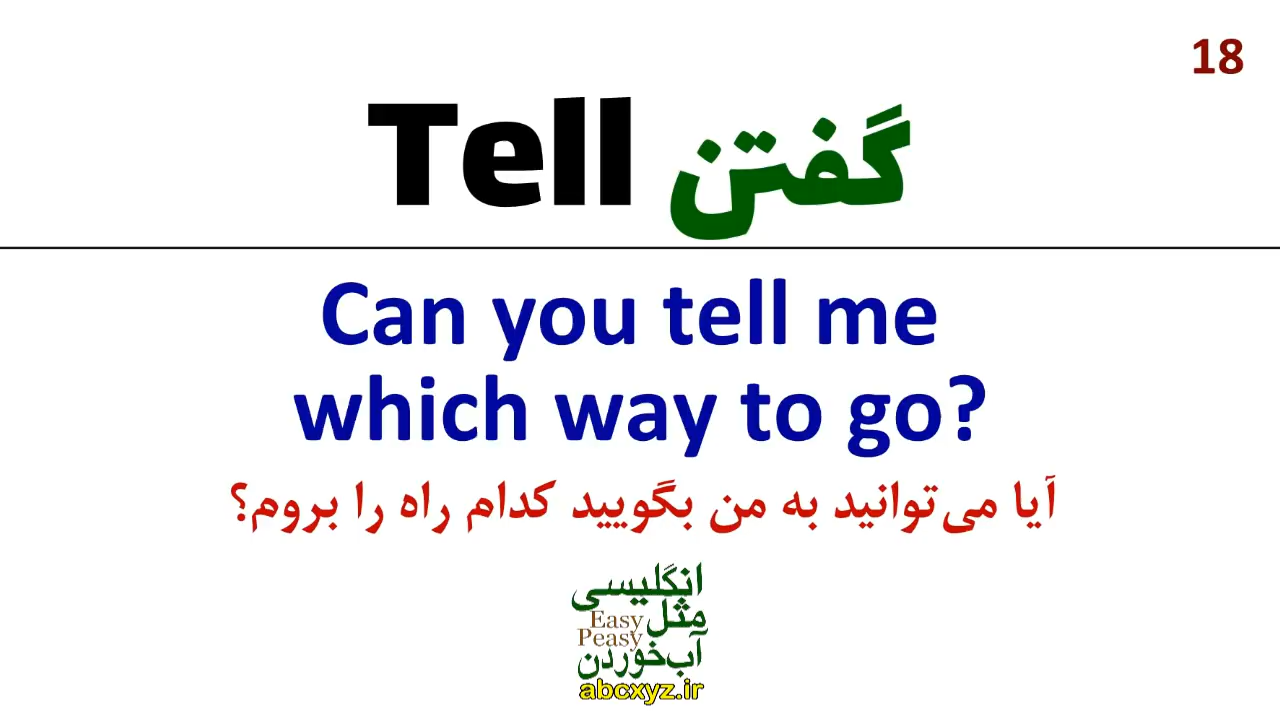 18
Tell گفتن
Can you tell me
which way to go?
آیا می‌توانید به من بگویید کدام راه را بروم؟
انگلیسی
مثل
Easy
Peasy
آب‌خوردن
abcxyz.ir